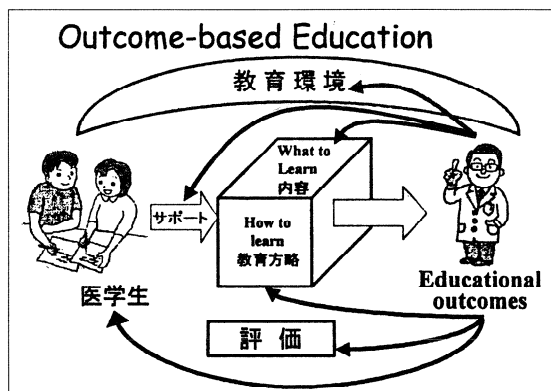 Outcome-based Education
教育環境
What to
Learn
内容
サポート
How to
learn
教育方略
医学生
Educational
outcomes
評 価